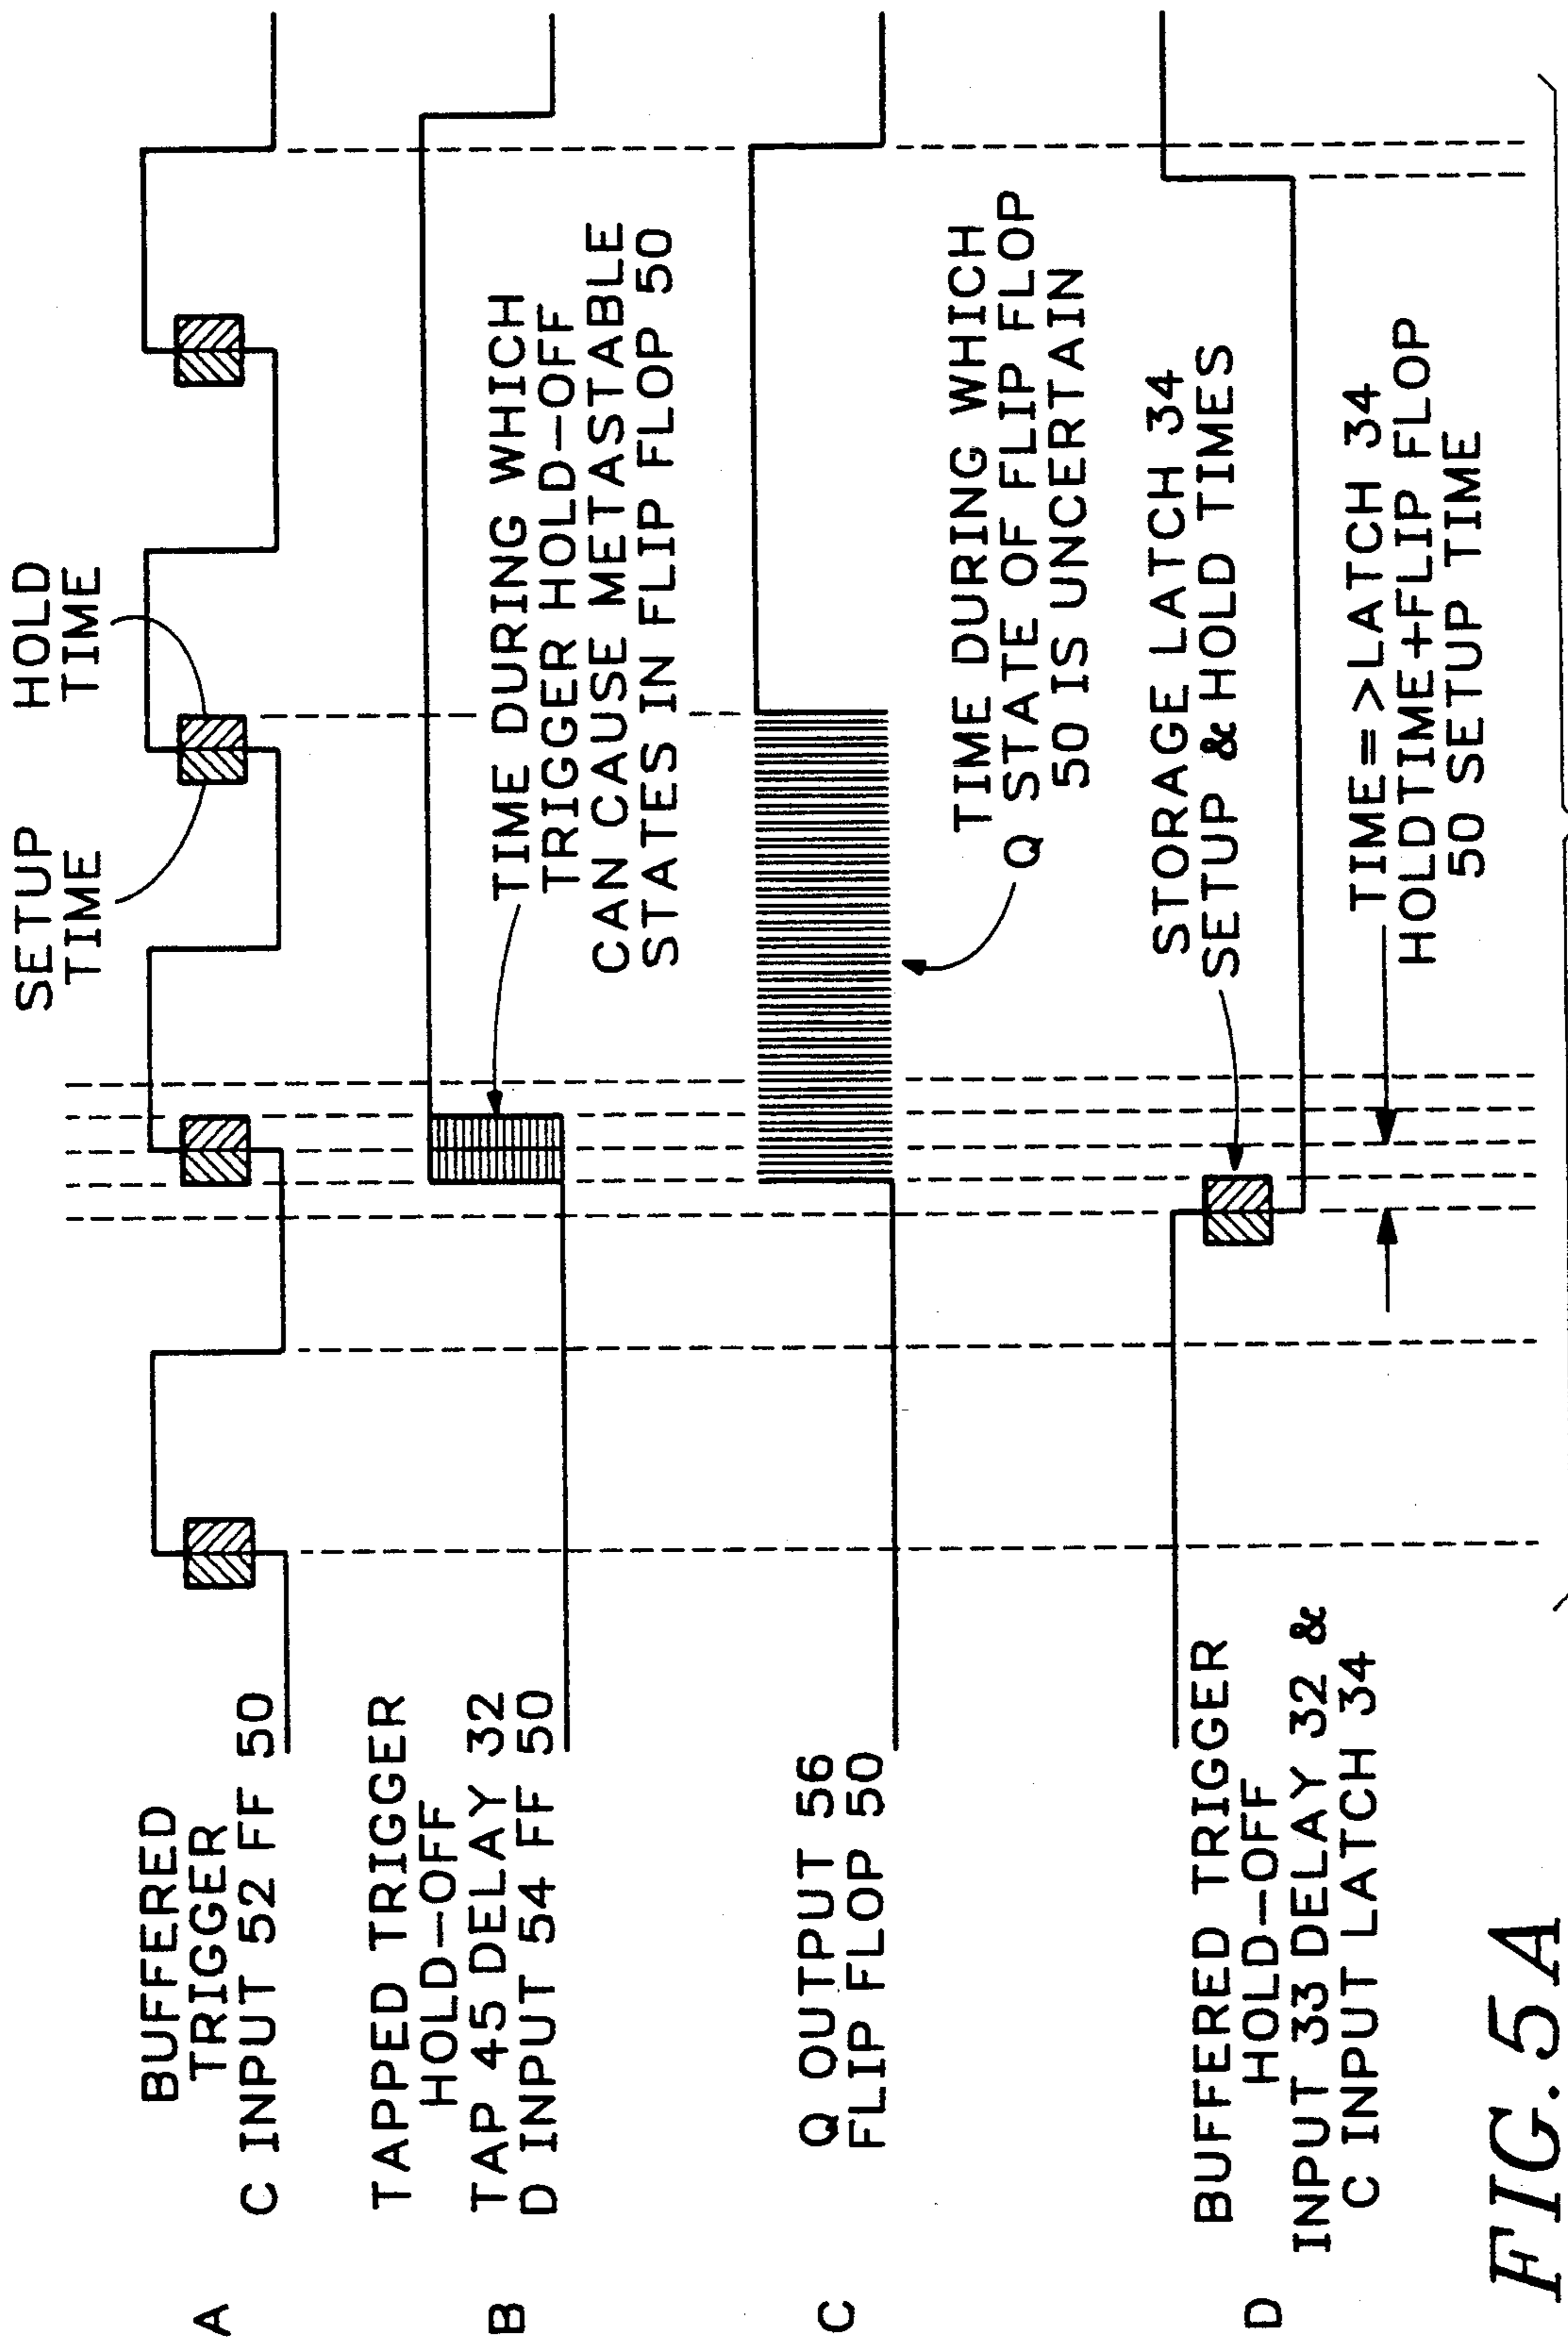 SETUP
TIME
HOLD
TIME
A
BUFFERED
TRIGGER
C INPUT 52 FF 50
B
TAPPED TRIGGER
HOLD-OFF
TAP 45 DELAY 32
D INPUT 54 FF 50
TIME DURING WHICH
TRIGGER HOLD-OFF
CAN CAUSE METASTABLE
STATES IN FLIP FLOP 50
C
Q OUTPUT 56
FLIP FLOP 50
TIME DURING WHICH
Q STATE OF FLIP FLOP
50 IS UNCERTAIN
D
BUFFERED TRIGGER
HOLD-OFF
INPUT 33 DELAY 32 &
C INPUT LATCH 34
STORAGE LATCH 34
SETUP & HOLD TIMES
TIME=>LATCH 34
HOLDTIME+FLIP FLOP
50 SETUP TIME
FIG.5A